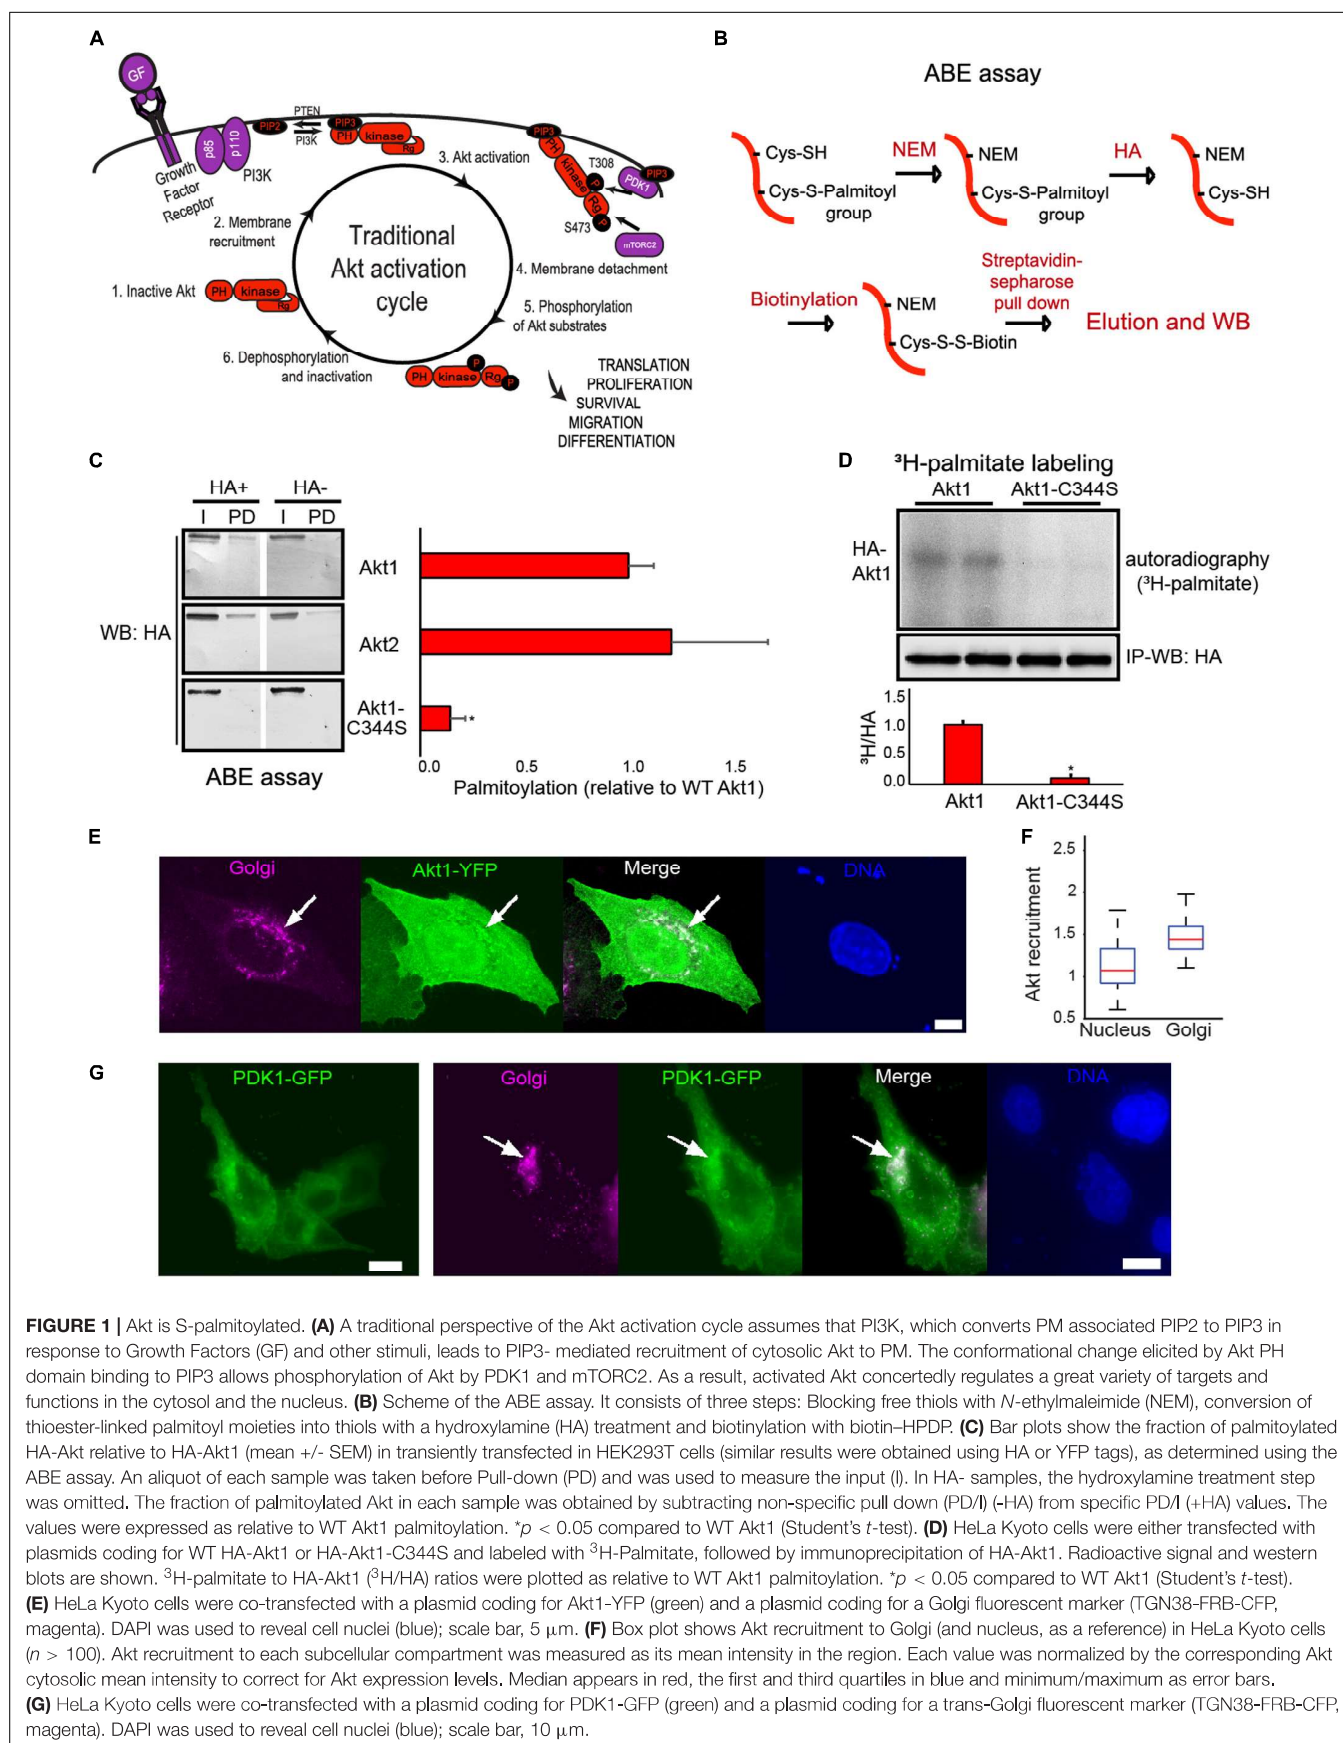 A
GF
Growth
Factor
Receptor
p85
p110
PI3K
PIP2
PTEN
PI3K
PIP3
PH
kinase
Rg
3. Akt activation
PIP3
PH
kinase
Rg
T308
P
PDK1
PIP3
S473
P
mTORC2
2. Membrane
recruitment
Traditional
Akt activation
cycle
4. Membrane detachment
1. Inactive Akt
PH
kinase
Rg
5. Phosphorylation
of Akt substrates
6. Dephosphorylation
and inactivation
PH
kinase
Rg
P
P
TRANSLATION
PROLIFERATION
SURVIVAL
MIGRATION
DIFFERENTIATION
B
ABE assay
Cys-SH
Cys-S-Palmitoyl
group
NEM
NEM
Cys-S-Palmitoyl
group
HA
NEM
Cys-SH
Biotinylation
NEM
Cys-S-S-Biotin
Streptavidin-
sepharose
pull down
Elution and WB
C
HA+ HA-
I PD I PD
WB: HA
Akt1
Akt2
Akt1-
C344S
*
ABE assay
0.0 0.5 1.0 1.5
Palmitoylation (relative to WT Akt1)
D
³H-palmitate labeling
Akt1 Akt1-C344S
HA-
Akt1
autoradiography
(³H-palmitate)
IP-WB: HA
³H/HA
1.5
1.0
0.5
0.0
*
Akt1 Akt1-C344S
E
Golgi Akt1-YFP Merge DNA
F
Akt recruitment
2.5
2
1.5
1
0.5
Nucleus Golgi
G
PDK1-GFP Golgi PDK1-GFP Merge DNA
FIGURE 1 | Akt is S-palmitoylated. (A) A traditional perspective of the Akt activation cycle assumes that PI3K, which converts PM associated PIP2 to PIP3 in
response to Growth Factors (GF) and other stimuli, leads to PIP3- mediated recruitment of cytosolic Akt to PM. The conformational change elicited by Akt PH
domain binding to PIP3 allows phosphorylation of Akt by PDK1 and mTORC2. As a result, activated Akt concertedly regulates a great variety of targets and
functions in the cytosol and the nucleus. (B) Scheme of the ABE assay. It consists of three steps: Blocking free thiols with N-ethylmaleimide (NEM), conversion of
thioester-linked palmitoyl moieties into thiols with a hydroxylamine (HA) treatment and biotinylation with biotin–HPDP. (C) Bar plots show the fraction of palmitoylated
HA-Akt relative to HA-Akt1 (mean +/- SEM) in transiently transfected in HEK293T cells (similar results were obtained using HA or YFP tags), as determined using the
ABE assay. An aliquot of each sample was taken before Pull-down (PD) and was used to measure the input (I). In HA- samples, the hydroxylamine treatment step
was omitted. The fraction of palmitoylated Akt in each sample was obtained by subtracting non-specific pull down (PD/I) (-HA) from specific PD/I (+HA) values. The
values were expressed as relative to WT Akt1 palmitoylation. *p < 0.05 compared to WT Akt1 (Student's t-test). (D) HeLa Kyoto cells were either transfected with
plasmids coding for WT HA-Akt1 or HA-Akt1-C344S and labeled with ³H-Palmitate, followed by immunoprecipitation of HA-Akt1. Radioactive signal and western
blots are shown. ³H-palmitate to HA-Akt1 (³H/HA) ratios were plotted as relative to WT Akt1 palmitoylation. *p < 0.05 compared to WT Akt1 (Student's t-test).
(E) HeLa Kyoto cells were co-transfected with a plasmid coding for Akt1-YFP (green) and a plasmid coding for a Golgi fluorescent marker (TGN38-FRB-CFP,
magenta). DAPI was used to reveal cell nuclei (blue); scale bar, 5 μm. (F) Box plot shows Akt recruitment to Golgi (and nucleus, as a reference) in HeLa Kyoto cells
(n > 100). Akt recruitment to each subcellular compartment was measured as its mean intensity in the region. Each value was normalized by the corresponding Akt
cytosolic mean intensity to correct for Akt expression levels. Median appears in red, the first and third quartiles in blue and minimum/maximum as error bars.
(G) HeLa Kyoto cells were co-transfected with a plasmid coding for PDK1-GFP (green) and a plasmid coding for a trans-Golgi fluorescent marker (TGN38-FRB-CFP,
magenta). DAPI was used to reveal cell nuclei (blue); scale bar, 10 μm.